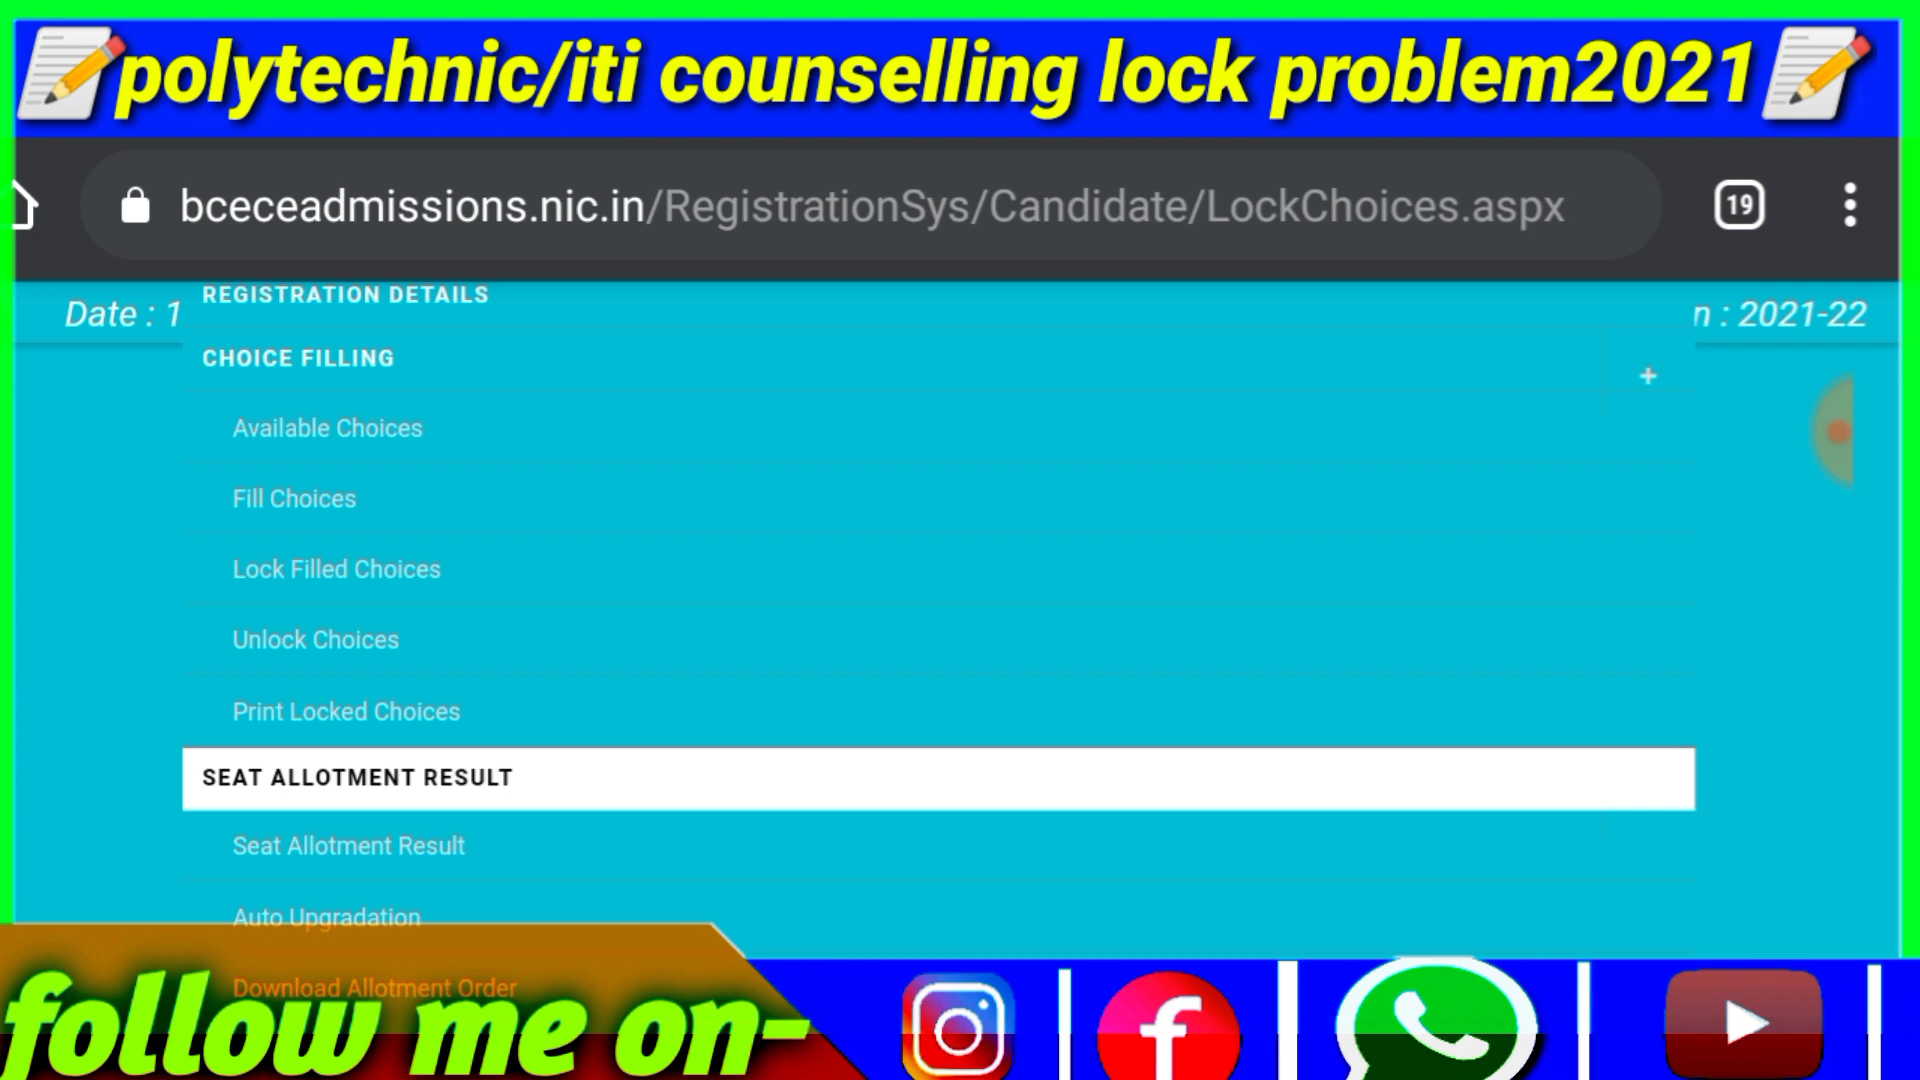 polytechnic/iti counselling lock problem2021
bceceadmissions.nic.in/RegistrationSys/Candidate/LockChoices.aspx
19
REGISTRATION DETAILS
Date : 1
n : 2021-22
CHOICE FILLING
+
Available Choices
Fill Choices
Lock Filled Choices
Unlock Choices
Print Locked Choices
SEAT ALLOTMENT RESULT
Seat Allotment Result
Auto Upgradation
Download Allotment Order
follow me on-